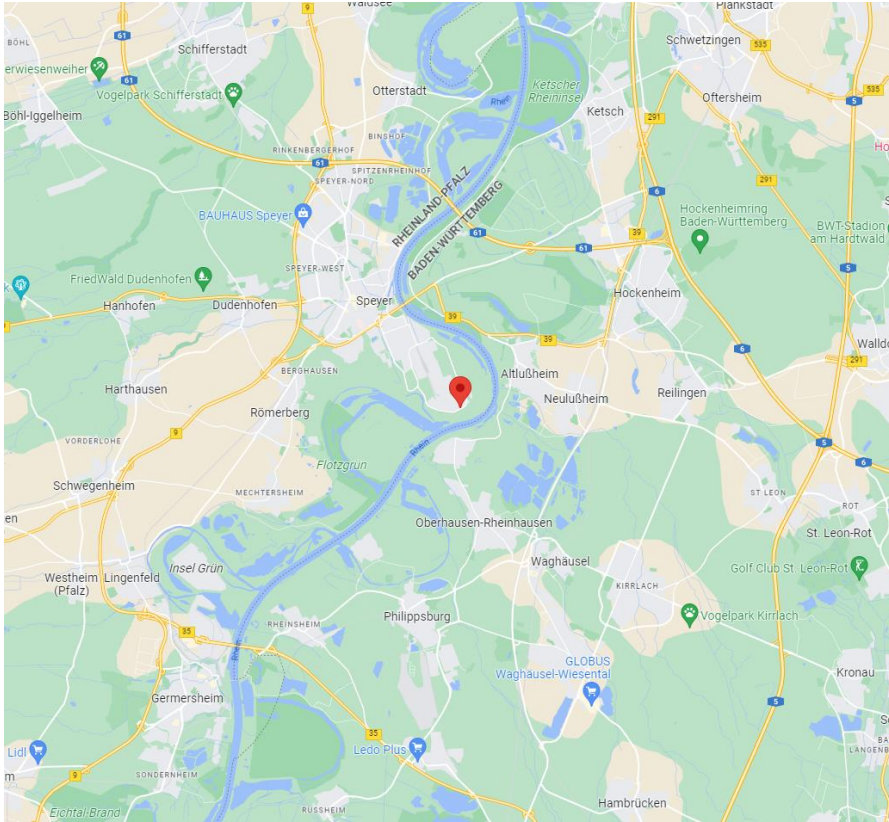 Waldsee
Plankstadt
BÖHL
9
61
Schifferstadt
Schwetzingen
535
erwiesenweiher
61
Vogelpark Schifferstadt
Otterstadt
Ketscher
Rheininsel
Oftersheim
535
5
Böhl-Iggelheim
Ketsch
291
BINSHOF
RINKENBERGERHOF
61
61
SPITZENRHEINHOF
SPEYER-NORD
RHEINLAND-PFALZ
BADEN-WÜRTTEMBERG
291
6
BAUHAUS Speyer
Hockenheimring
Baden-Württemberg
BWT-Stadion
am Hardtwald
61
39
61
SPEYER-WEST
5
FriedWald Dudenhofen
Hanhofen
Dudenhofen
Speyer
Hockenheim
39
39
6
Walld
291
BERGHAUSEN
Altlußheim
Harthausen
Römerberg
Neulußheim
Reilingen
VORDERLOHE
9
Rhein
5
6
Flotzgrün
Schwegenheim
MECHTERSHEIM
ST LEON
ROT
en
Oberhausen-Rheinhausen
St. Leon-Rot
Insel Grün
Waghäusel
Golf Club St. Leon-Rot
Westheim
(Pfalz)
Lingenfeld
KIRRLACH
Philippsburg
Vogelpark Kirrlach
35
RHEINSHEIM
Rhein
GLOBUS
Waghäusel-Wiesental
Kronau
Germersheim
5
35
Lidl
Ledo Plus
9
SONDERNHEIM
m
RUSSHEIM
Hambrücken
Eichtal-Brand